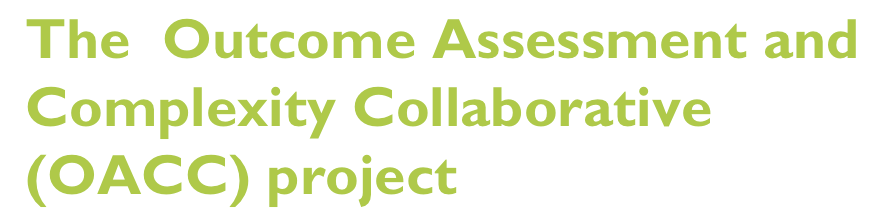 The Outcome Assessment and
Complexity Collaborative
(OACC) project